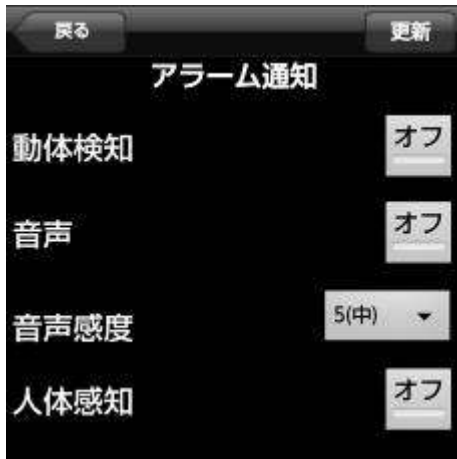 戻る
更新
アラーム通知
動体検知
オフ
音声
オフ
音声感度
5(中)
人体感知
オフ